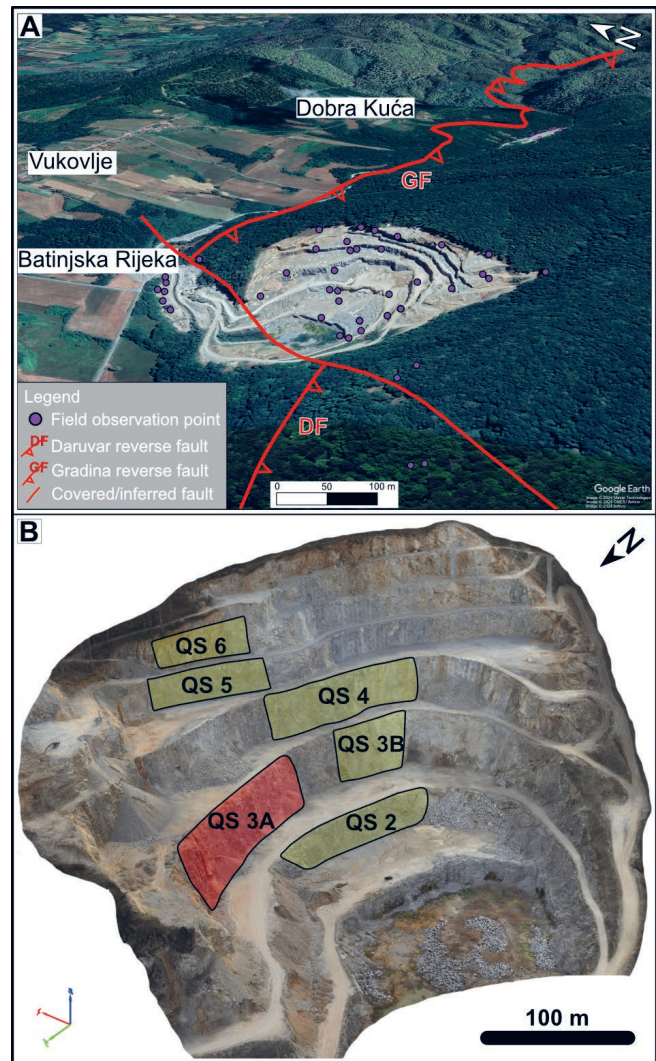 A
N
Dobra Kuća
Vukovlje
GF
Batinjska Rijeka
Legend
Field observation point
DF Daruvar reverse fault
GF Gradina reverse fault
Covered/inferred fault
DF
0 50 100 m
Google Earth
B
N
QS 6
QS 5
QS 4
QS 3B
QS 3A
QS 2
100 m